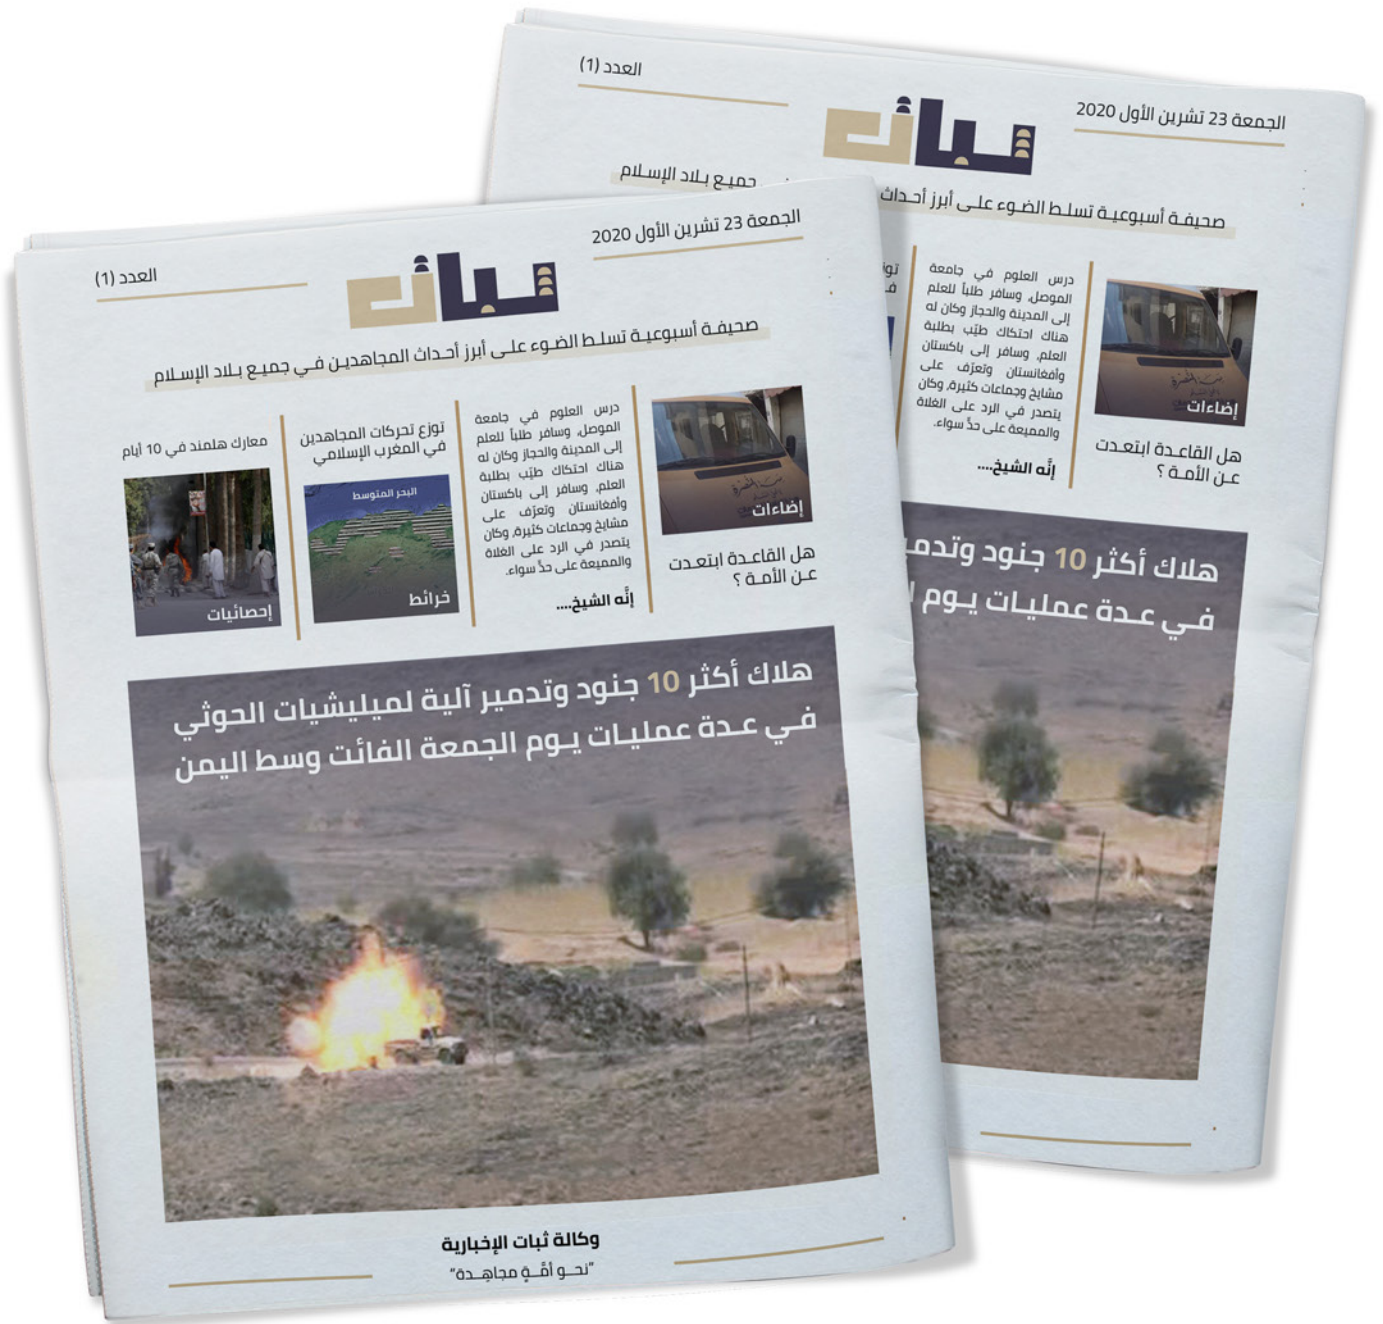 الجمعة 23 تشرين الأول 2020
العدد (1)
ثبات
صحيفة أسبوعية تسلط الضوء على أبرز أحداث المجاهدين في جميع بلاد الإسلام
إضاءات
هل القاعدة ابتعدت
عن الأمة ؟
درس العلوم في جامعة
الموصل، وسافر طلباً للعلم
إلى المدينة والحجاز وكان له
هناك احتكاك طيّب بطلبة
العلم، وسافر إلى باكستان
وأفغانستان وتعرّف على
مشايخ وجماعات كثيرة، وكان
يتصدر في الرد على الغلاة
والمميعة على حدٍّ سواء.
إنَّه الشيخ....
توزع تحركات المجاهدين
في المغرب الإسلامي
البحر المتوسط
خرائط
معارك هلمند في 10 أيام
إحصائيات
هلاك أكثر 10 جنود وتدمير آلية لميليشيات الحوثي
في عدة عمليات يوم الجمعة الفائت وسط اليمن
وكالة ثبات الإخبارية
"نحو أمَّةٍ مجاهِدة"
الجمعة 23 تشرين الأول 2020
العدد (1)
ثبات
صحيفة أسبوعية تسلط الضوء على أبرز أحداث
جميع بلاد الإسلام
إضاءات
هل القاعدة ابتعدت
عن الأمة ؟
درس العلوم في جامعة
الموصل، وسافر طلباً للعلم
إلى المدينة والحجاز وكان له
هناك احتكاك طيّب بطلبة
العلم، وسافر إلى باكستان
وأفغانستان وتعرّف على
مشايخ وجماعات كثيرة، وكان
يتصدر في الرد على الغلاة
والمميعة على حدٍّ سواء.
إنَّه الشيخ....
هلاك أكثر 10 جنود
في عدة عمليات يوم